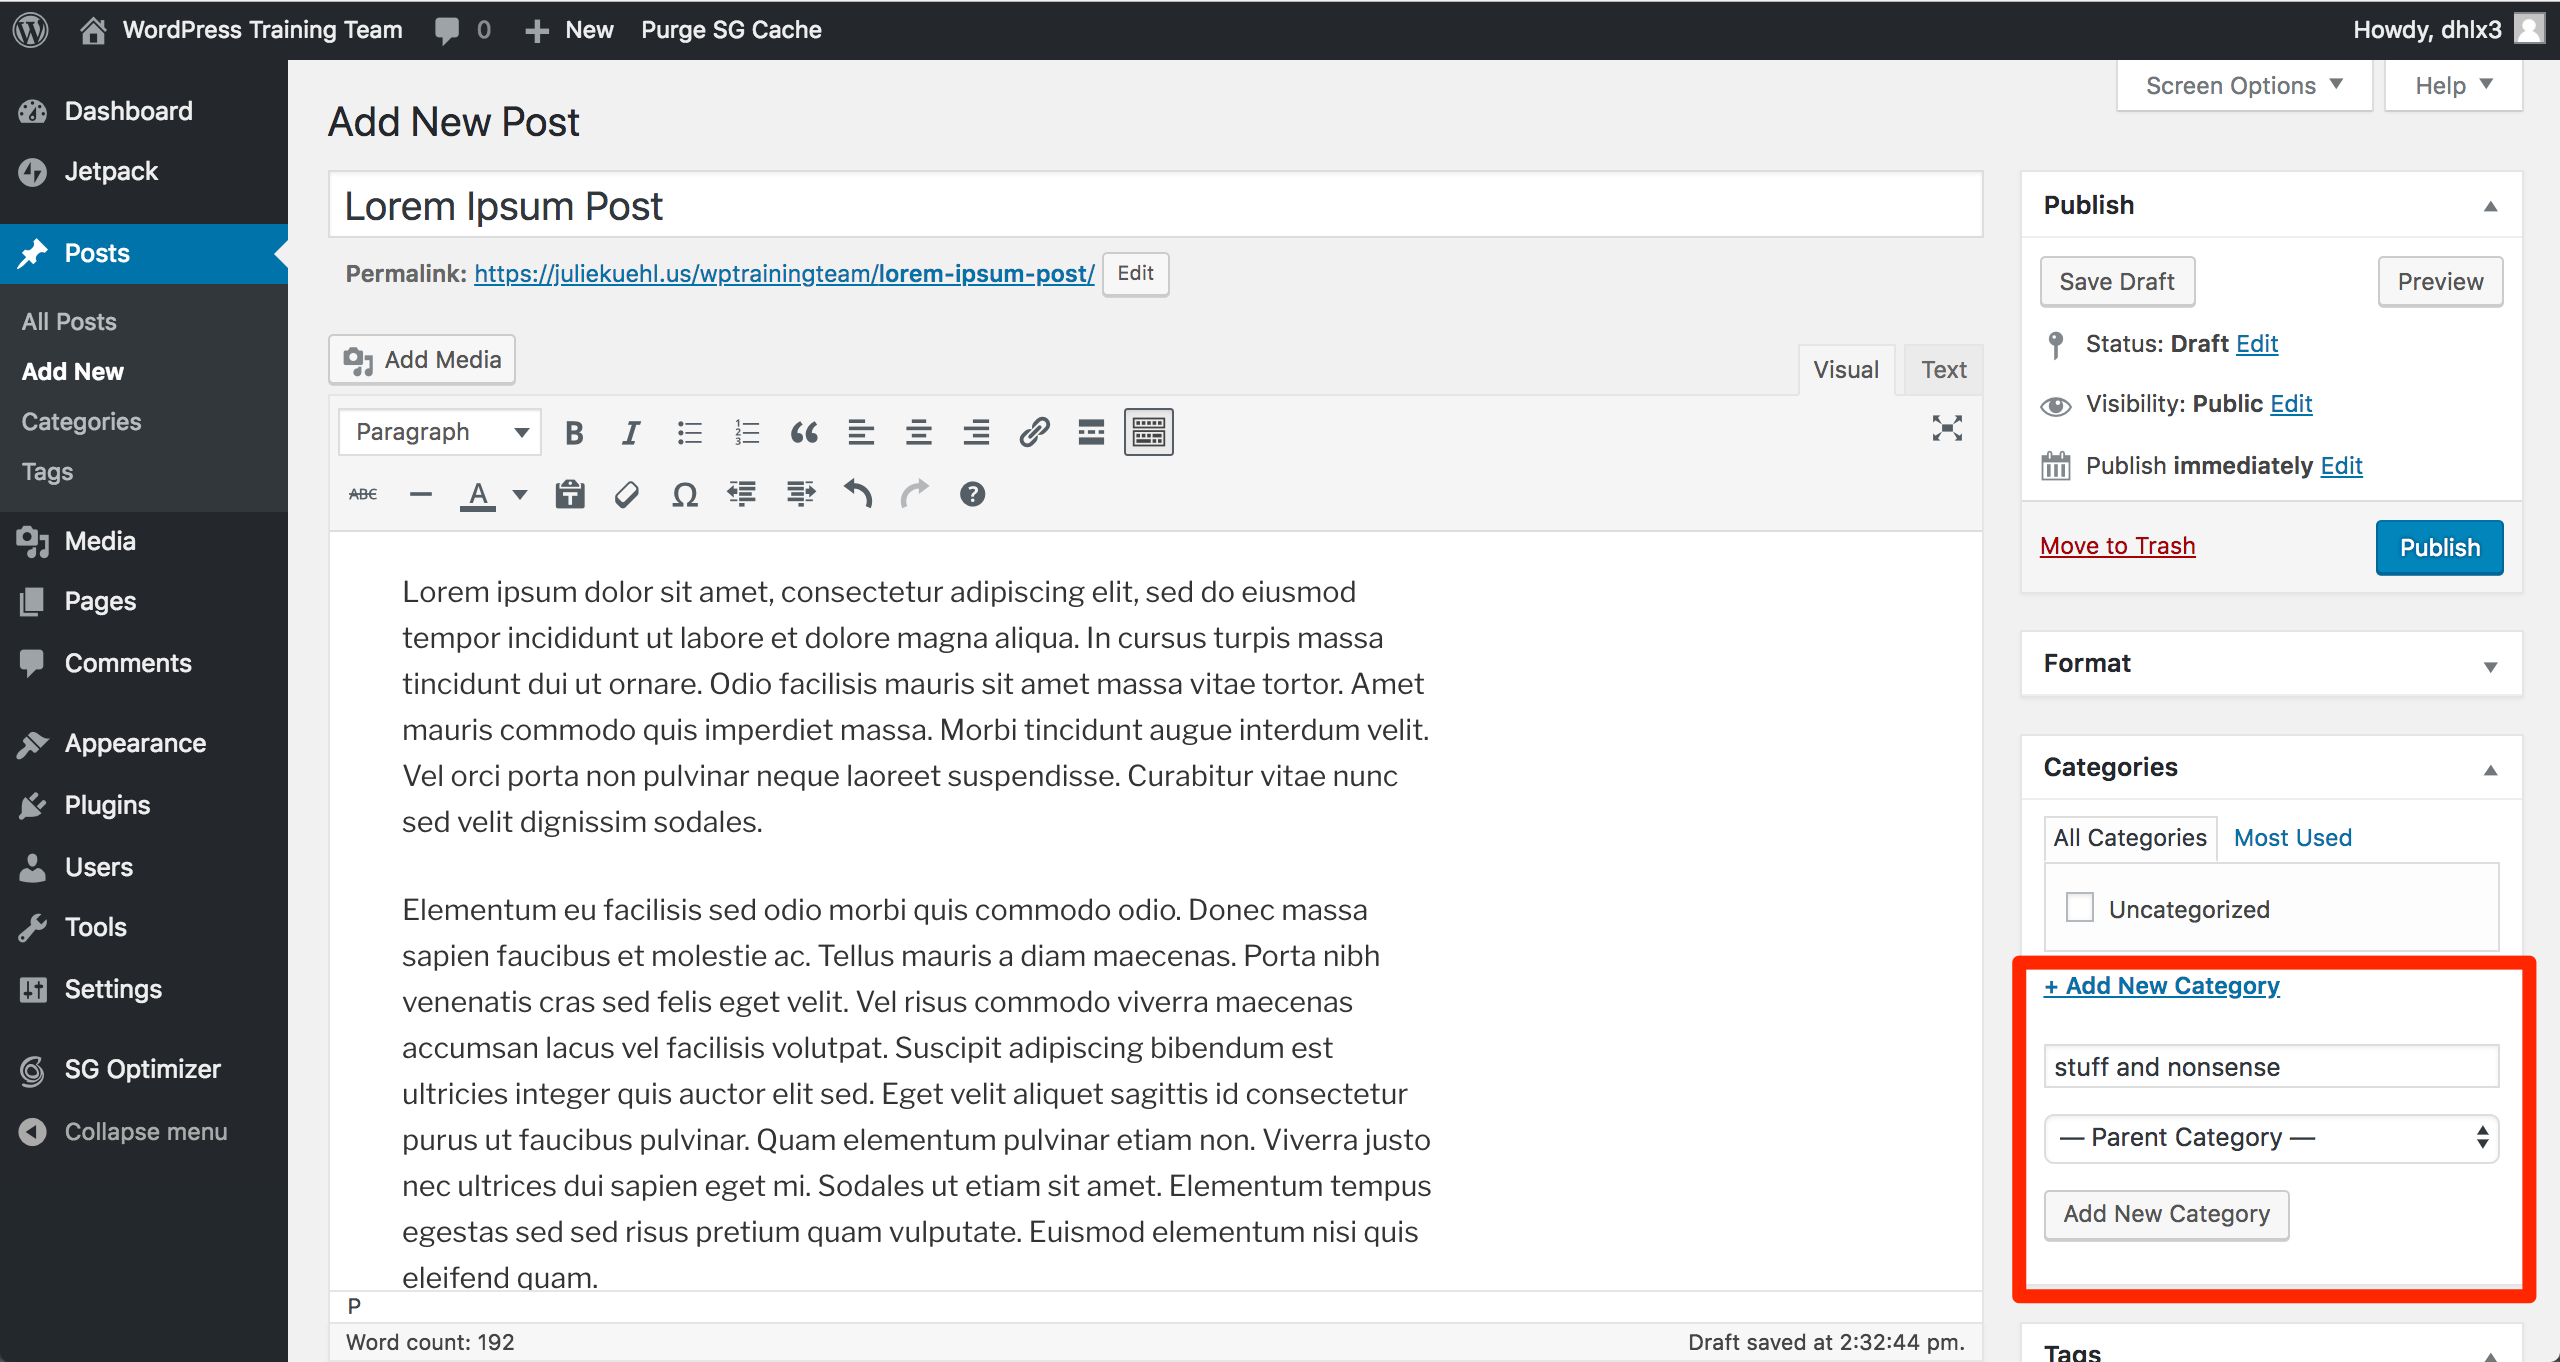 WordPress Training Team 0 New Purge SG Cache Howdy, dhlx3
Screen Options Help
Dashboard
Jetpack
Posts
All Posts
Add New
Categories
Tags
Media
Pages
Comments
Appearance
Plugins
Users
Tools
Settings
SG Optimizer
Collapse menu
Add New Post
Lorem Ipsum Post
Permalink: https://juliekuehl.us/wptrainingteam/lorem-ipsum-post/ Edit
Add Media
Visual Text
Paragraph
ABC
Lorem ipsum dolor sit amet, consectetur adipiscing elit, sed do eiusmod
tempor incididunt ut labore et dolore magna aliqua. In cursus turpis massa
tincidunt dui ut ornare. Odio facilisis mauris sit amet massa vitae tortor. Amet
mauris commodo quis imperdiet massa. Morbi tincidunt augue interdum velit.
Vel orci porta non pulvinar neque laoreet suspendisse. Curabitur vitae nunc
sed velit dignissim sodales.
Elementum eu facilisis sed odio morbi quis commodo odio. Donec massa
sapien faucibus et molestie ac. Tellus mauris a diam maecenas. Porta nibh
venenatis cras sed felis eget velit. Vel risus commodo viverra maecenas
accumsan lacus vel facilisis volutpat. Suscipit adipiscing bibendum est
ultricies integer quis auctor elit sed. Eget velit aliquet sagittis id consectetur
purus ut faucibus pulvinar. Quam elementum pulvinar etiam non. Viverra justo
nec ultrices dui sapien eget mi. Sodales ut etiam sit amet. Elementum tempus
egestas sed sed risus pretium quam vulputate. Euismod elementum nisi quis
eleifend quam.
P
Word count: 192 Draft saved at 2:32:44 pm.
Publish
Save Draft Preview
Status: Draft Edit
Visibility: Public Edit
Publish immediately Edit
Move to Trash Publish
Format
Categories
All Categories Most Used
Uncategorized
+ Add New Category
stuff and nonsense
— Parent Category —
Add New Category
Tags